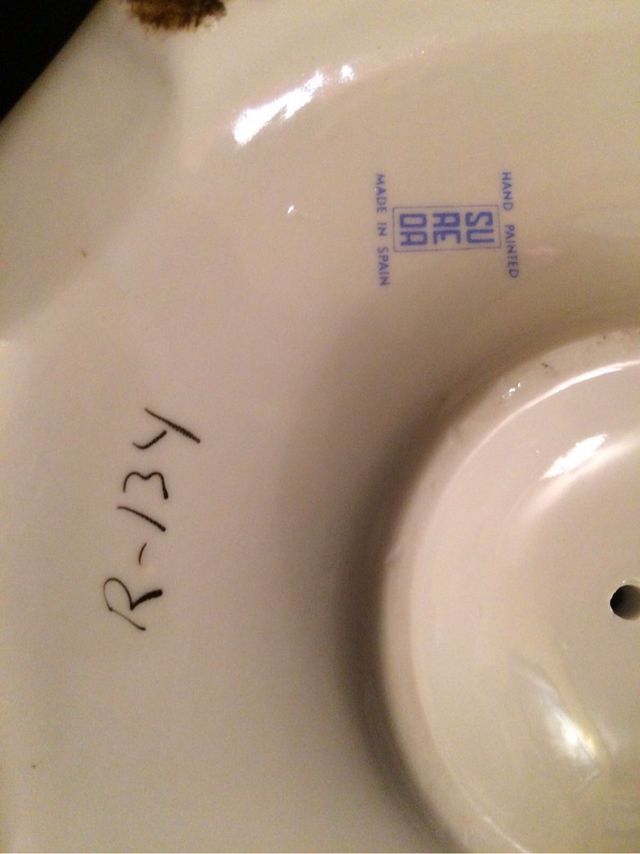 HAND PAINTED
SU
RE
DA
MADE IN SPAIN
R-134